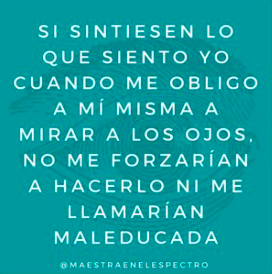 SI SINTIESEN LO
QUE SIENTO YO
CUANDO ME OBLIGO
A MÍ MISMA A
MIRAR A LOS OJOS,
NO ME FORZARÍAN
A HACERLO NI ME
LLAMARÍAN
MALEDUCADA
@MAESTRAENELESPECTRO